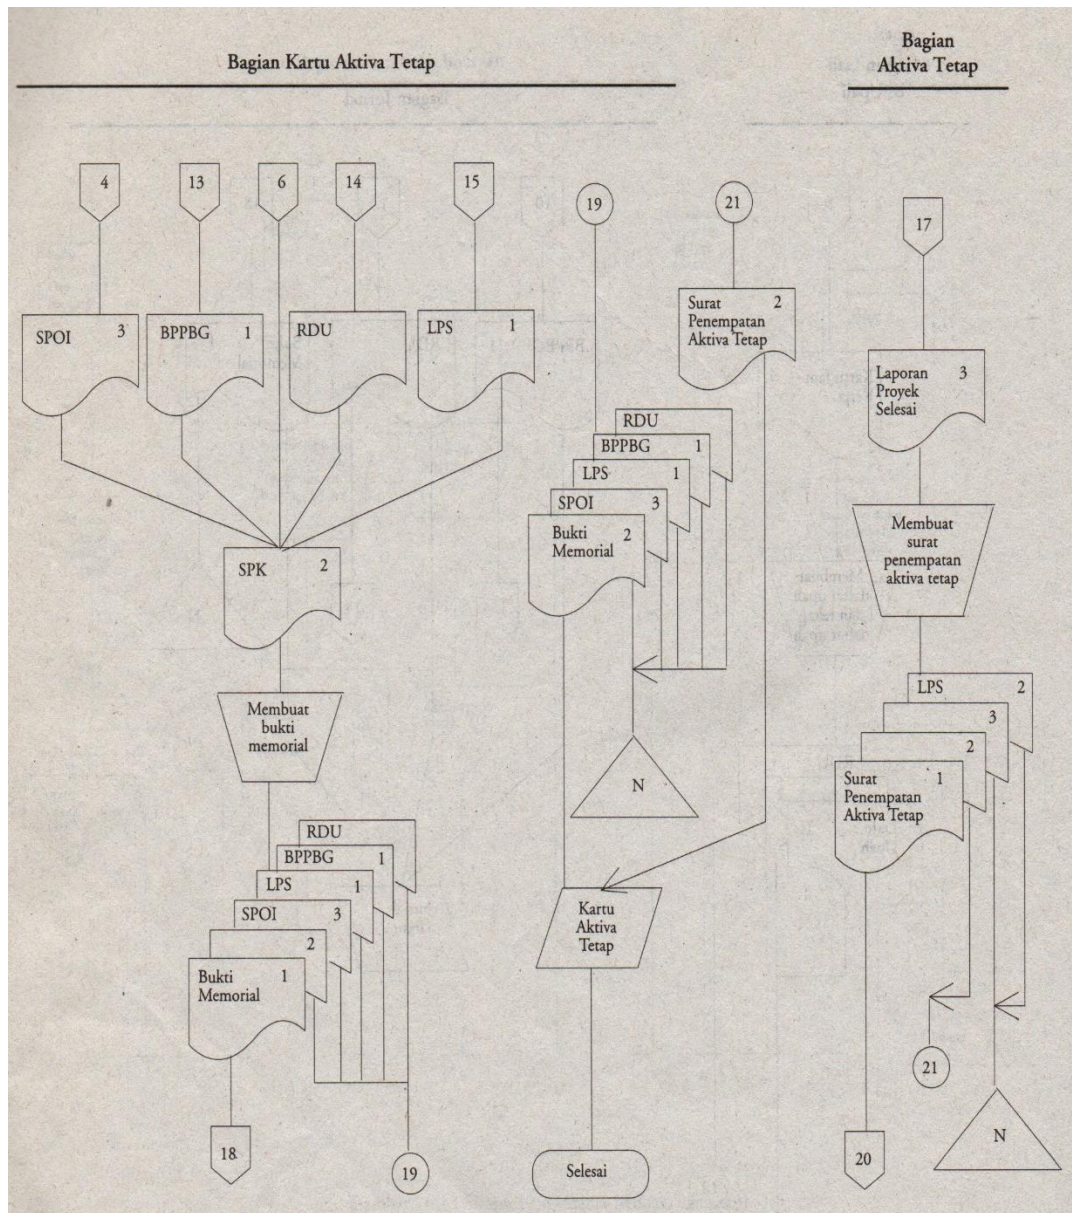 Bagian Kartu Aktiva Tetap
Bagian
Aktiva Tetap
4
13
6
14
15
19
21
17
SPOI 3
BPPBG 1
RDU
LPS 1
Surat 2
Penempatan
Aktiva Tetap
Laporan 3
Proyek
Selesai
RDU
BPPBG 1
LPS 1
SPOI 3
Bukti 2
Memorial
SPK 2
Membuat
surat
penempatan
aktiva tetap
Membuat
bukti
memorial
N
LPS 2
3
2
Surat 1
Penempatan
Aktiva Tetap
RDU
BPPBG 1
LPS 1
SPOI 3
2
Bukti 1
Memorial
Kartu
Aktiva
Tetap
21
18
19
Selesai
20
N